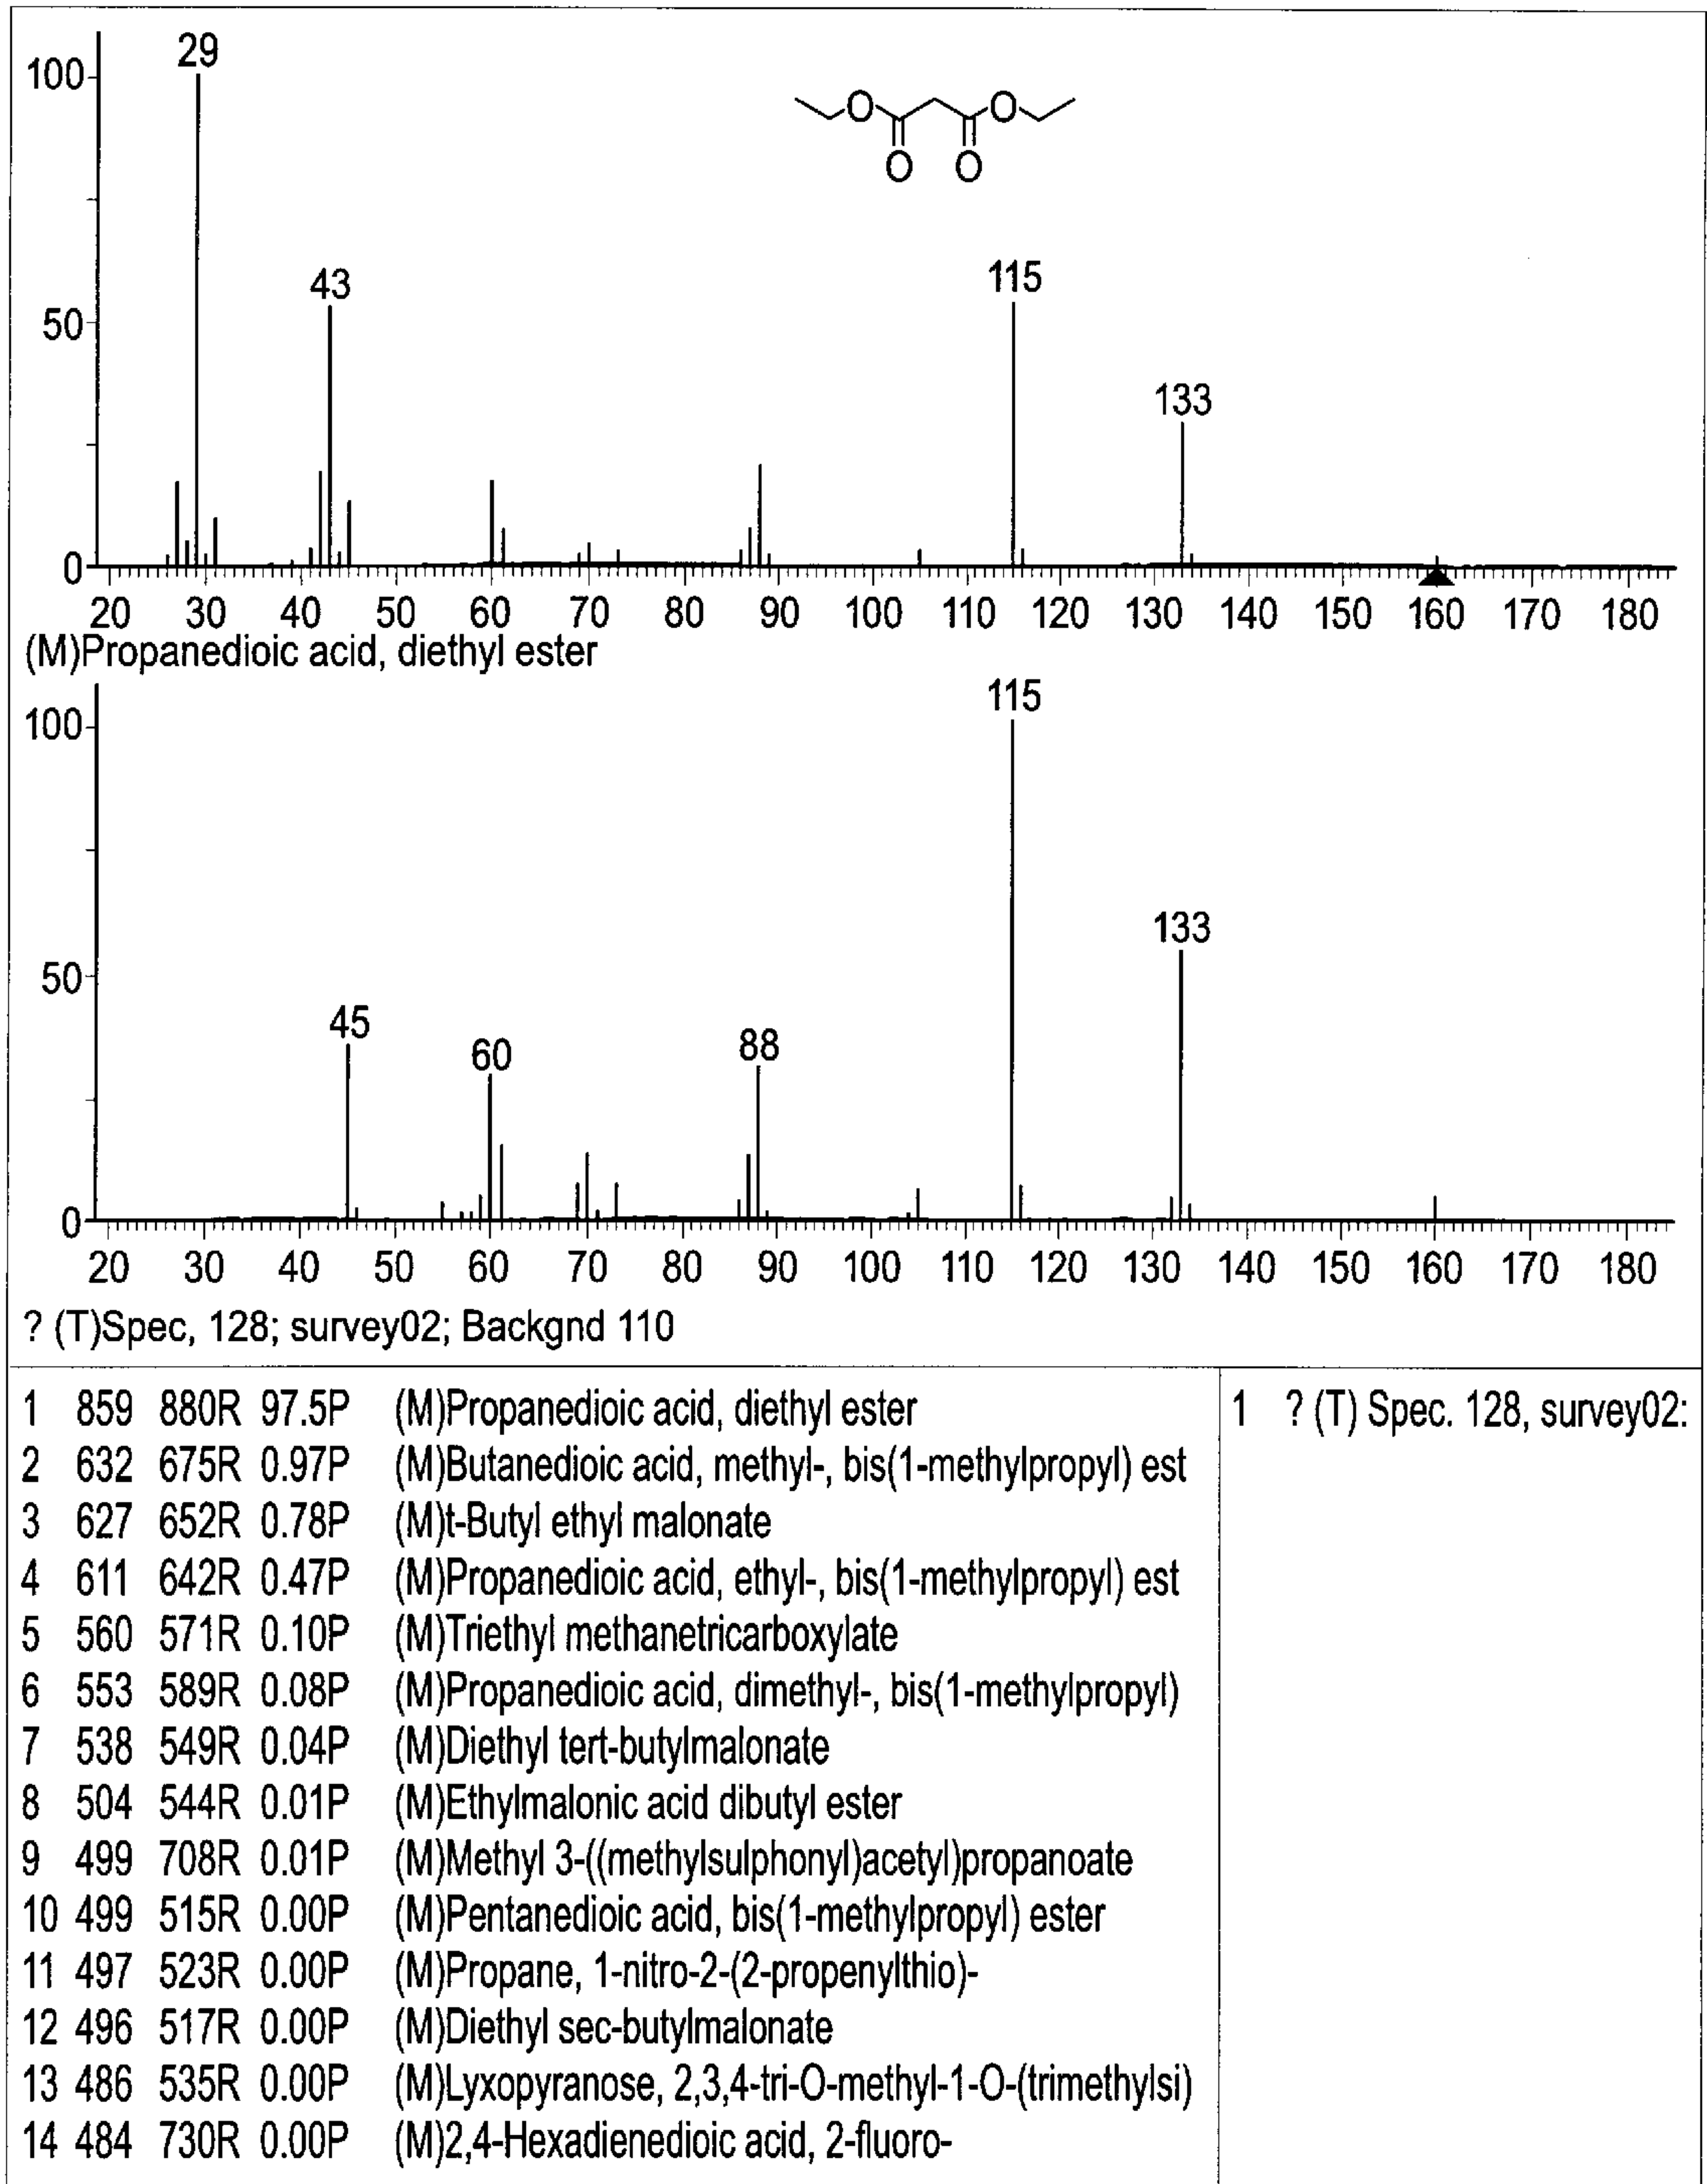 29
100
O
O
O
O
43
115
50
133
0
20 30 40 50 60 70 80 90 100 110 120 130 140 150 160 170 180
(M)Propanedioic acid, diethyl ester
115
100
133
50
45
60
88
0
20 30 40 50 60 70 80 90 100 110 120 130 140 150 160 170 180
? (T)Spec, 128; survey02; Backgnd 110
1 859 880R 97.5P (M)Propanedioic acid, diethyl ester
2 632 675R 0.97P (M)Butanedioic acid, methyl-, bis(1-methylpropyl) est
3 627 652R 0.78P (M)t-Butyl ethyl malonate
4 611 642R 0.47P (M)Propanedioic acid, ethyl-, bis(1-methylpropyl) est
5 560 571R 0.10P (M)Triethyl methanetricarboxylate
6 553 589R 0.08P (M)Propanedioic acid, dimethyl-, bis(1-methylpropyl)
7 538 549R 0.04P (M)Diethyl tert-butylmalonate
8 504 544R 0.01P (M)Ethylmalonic acid dibutyl ester
9 499 708R 0.01P (M)Methyl 3-((methylsulphonyl)acetyl)propanoate
10 499 515R 0.00P (M)Pentanedioic acid, bis(1-methylpropyl) ester
11 497 523R 0.00P (M)Propane, 1-nitro-2-(2-propenylthio)-
12 496 517R 0.00P (M)Diethyl sec-butylmalonate
13 486 535R 0.00P (M)Lyxopyranose, 2,3,4-tri-O-methyl-1-O-(trimethylsi)
14 484 730R 0.00P (M)2,4-Hexadienedioic acid, 2-fluoro-
1 ? (T) Spec. 128, survey02: